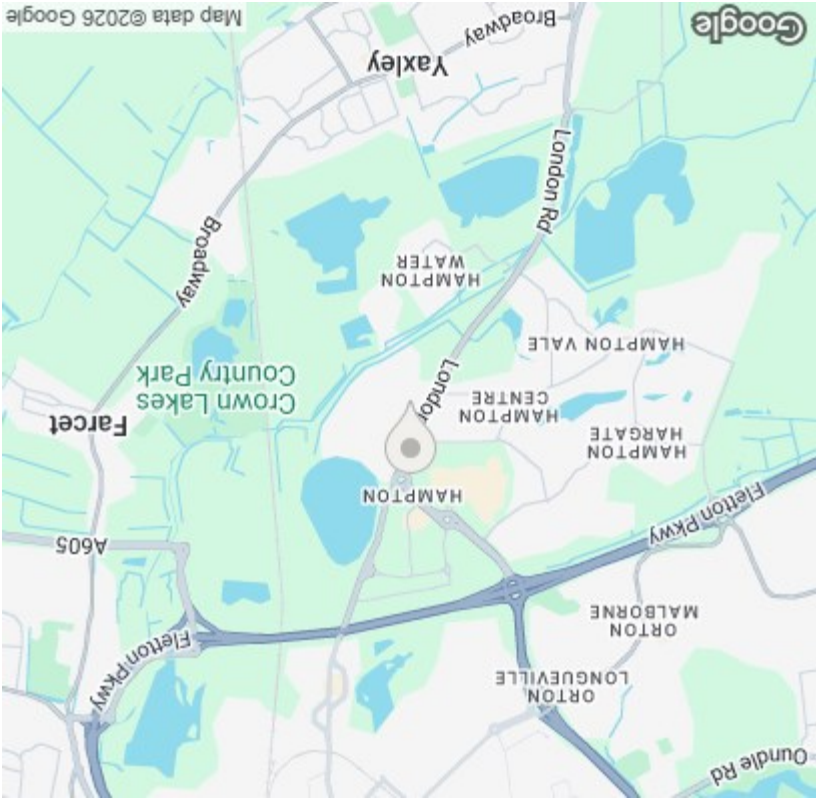 Oundle Rd
ORTON
LONGUEVILLE
ORTON
MALBORNE
Fletton Pkwy
Fletton Pkwy
A605
HAMPTON
HAMPTON
HARGATE
HAMPTON
CENTRE
Farcet
Crown Lakes
Country Park
London
HAMPTON VALE
HAMPTON
WATER
Broadway
London Rd
Yaxley
Broadway
Google
Map data ©2026 Google